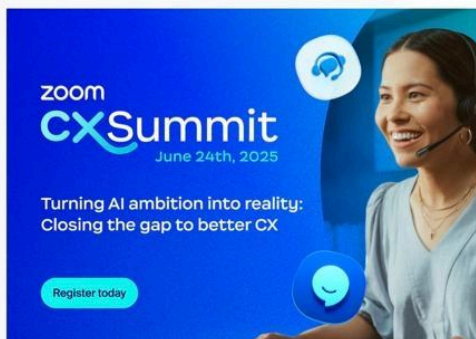 zoom
CXSummit
June 24th, 2025
Turning AI ambition into reality:
Closing the gap to better CX
Register today